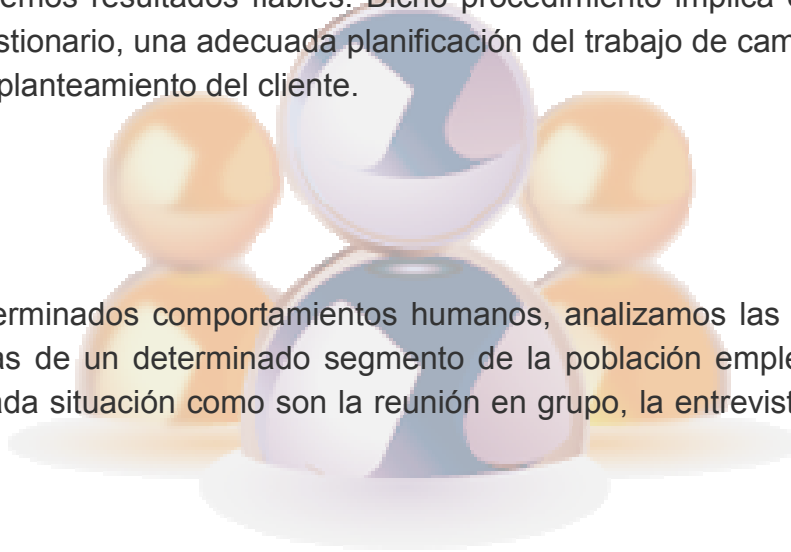 emos resultados fiables. Dicho procedimiento implica
stionario, una adecuada planificación del trabajo de cam
planteamiento del cliente.
erminados comportamientos humanos, analizamos las
as de un determinado segmento de la población emple
ada situación como son la reunión en grupo, la entrevist